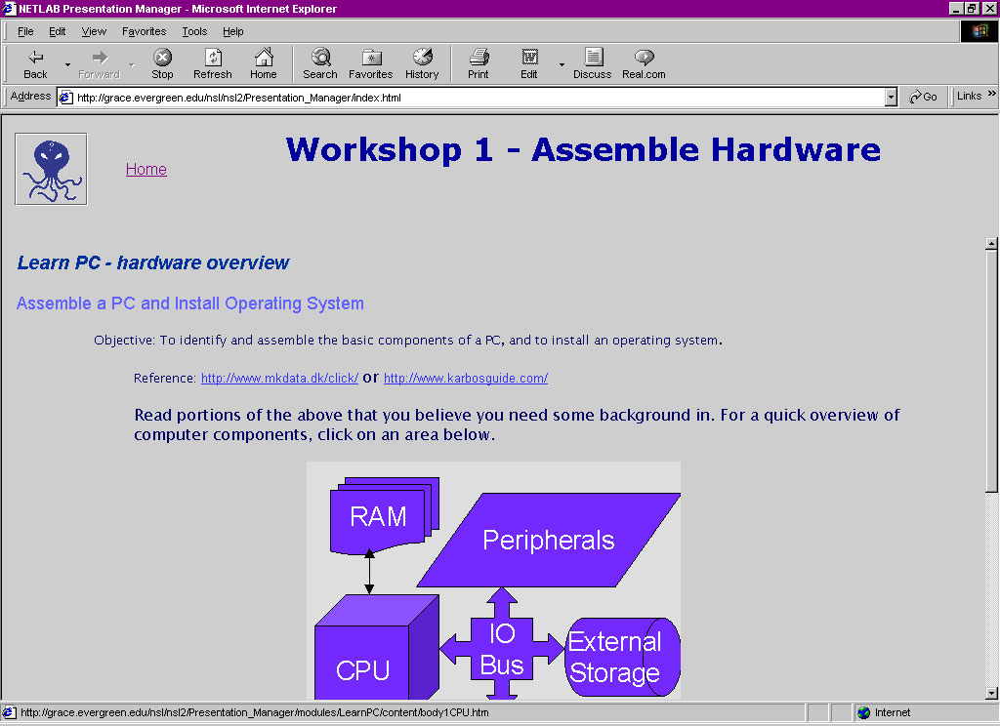 NETLAB Presentation Manager - Microsoft Internet Explorer
File Edit View Favorites Tools Help
Back Forward Stop Refresh Home Search Favorites History Print Edit Discuss Real.com
Address http://grace.evergreen.edu/nsl/nsl2/Presentation_Manager/index.html Go Links »
Workshop 1 - Assemble Hardware
Home
Learn PC - hardware overview
Assemble a PC and Install Operating System
Objective: To identify and assemble the basic components of a PC, and to install an operating system.
Reference: http://www.mkdata.dk/click/ or http://www.karbosguide.com/
Read portions of the above that you believe you need some background in. For a quick overview of
computer components, click on an area below.
RAM
Peripherals
IO
Bus
External
Storage
CPU
http://grace.evergreen.edu/nsl/nsl2/Presentation_Manager/modules/LearnPC/content/body1CPU.htm Internet